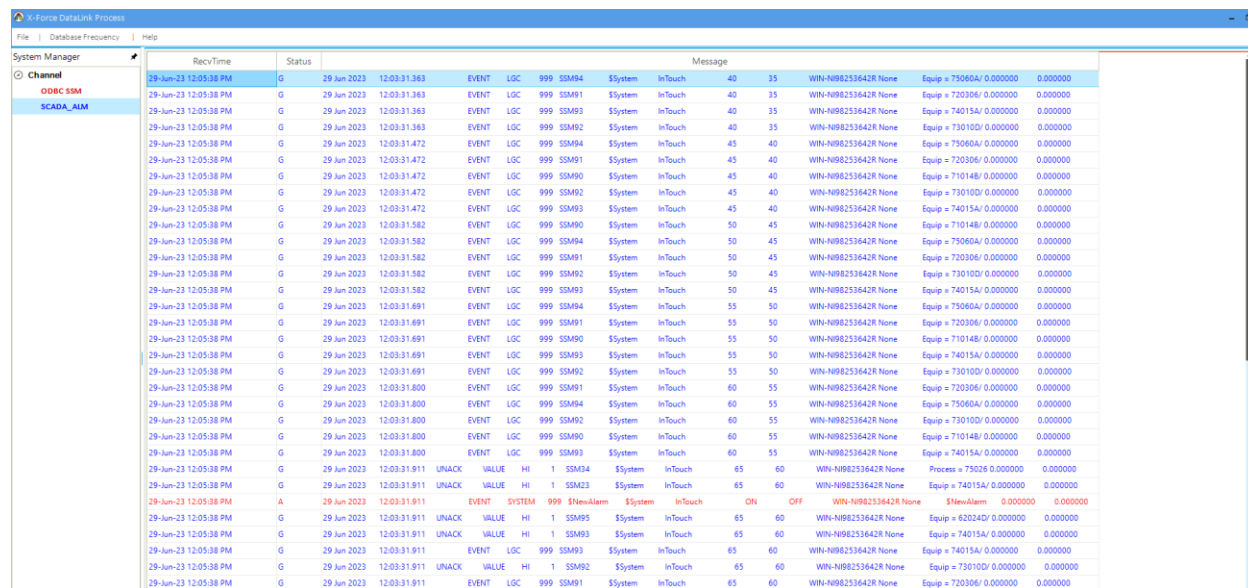 X-Force DataLink Process
File | Database Frequency | Help
System Manager
RecvTime Status Message
Channel
ODBC SSM
SCADA_ALM
29-Jun-23 12:05:38 PM G 29 Jun 2023 12:03:31.363 EVENT LGC 999 SSM94 $System InTouch 40 35 WIN-NI98253642R None Equip = 75060A/ 0.000000 0.000000
29-Jun-23 12:05:38 PM G 29 Jun 2023 12:03:31.363 EVENT LGC 999 SSM91 $System InTouch 40 35 WIN-NI98253642R None Equip = 720306/ 0.000000 0.000000
29-Jun-23 12:05:38 PM G 29 Jun 2023 12:03:31.363 EVENT LGC 999 SSM93 $System InTouch 40 35 WIN-NI98253642R None Equip = 74015A/ 0.000000 0.000000
29-Jun-23 12:05:38 PM G 29 Jun 2023 12:03:31.363 EVENT LGC 999 SSM92 $System InTouch 40 35 WIN-NI98253642R None Equip = 73010D/ 0.000000 0.000000
29-Jun-23 12:05:38 PM G 29 Jun 2023 12:03:31.472 EVENT LGC 999 SSM94 $System InTouch 45 40 WIN-NI98253642R None Equip = 75060A/ 0.000000 0.000000
29-Jun-23 12:05:38 PM G 29 Jun 2023 12:03:31.472 EVENT LGC 999 SSM91 $System InTouch 45 40 WIN-NI98253642R None Equip = 720306/ 0.000000 0.000000
29-Jun-23 12:05:38 PM G 29 Jun 2023 12:03:31.472 EVENT LGC 999 SSM90 $System InTouch 45 40 WIN-NI98253642R None Equip = 71014B/ 0.000000 0.000000
29-Jun-23 12:05:38 PM G 29 Jun 2023 12:03:31.472 EVENT LGC 999 SSM92 $System InTouch 45 40 WIN-NI98253642R None Equip = 73010D/ 0.000000 0.000000
29-Jun-23 12:05:38 PM G 29 Jun 2023 12:03:31.472 EVENT LGC 999 SSM93 $System InTouch 45 40 WIN-NI98253642R None Equip = 74015A/ 0.000000 0.000000
29-Jun-23 12:05:38 PM G 29 Jun 2023 12:03:31.582 EVENT LGC 999 SSM90 $System InTouch 50 45 WIN-NI98253642R None Equip = 71014B/ 0.000000 0.000000
29-Jun-23 12:05:38 PM G 29 Jun 2023 12:03:31.582 EVENT LGC 999 SSM94 $System InTouch 50 45 WIN-NI98253642R None Equip = 75060A/ 0.000000 0.000000
29-Jun-23 12:05:38 PM G 29 Jun 2023 12:03:31.582 EVENT LGC 999 SSM91 $System InTouch 50 45 WIN-NI98253642R None Equip = 720306/ 0.000000 0.000000
29-Jun-23 12:05:38 PM G 29 Jun 2023 12:03:31.582 EVENT LGC 999 SSM92 $System InTouch 50 45 WIN-NI98253642R None Equip = 73010D/ 0.000000 0.000000
29-Jun-23 12:05:38 PM G 29 Jun 2023 12:03:31.582 EVENT LGC 999 SSM93 $System InTouch 50 45 WIN-NI98253642R None Equip = 74015A/ 0.000000 0.000000
29-Jun-23 12:05:38 PM G 29 Jun 2023 12:03:31.691 EVENT LGC 999 SSM94 $System InTouch 55 50 WIN-NI98253642R None Equip = 75060A/ 0.000000 0.000000
29-Jun-23 12:05:38 PM G 29 Jun 2023 12:03:31.691 EVENT LGC 999 SSM91 $System InTouch 55 50 WIN-NI98253642R None Equip = 720306/ 0.000000 0.000000
29-Jun-23 12:05:38 PM G 29 Jun 2023 12:03:31.691 EVENT LGC 999 SSM90 $System InTouch 55 50 WIN-NI98253642R None Equip = 71014B/ 0.000000 0.000000
29-Jun-23 12:05:38 PM G 29 Jun 2023 12:03:31.691 EVENT LGC 999 SSM93 $System InTouch 55 50 WIN-NI98253642R None Equip = 74015A/ 0.000000 0.000000
29-Jun-23 12:05:38 PM G 29 Jun 2023 12:03:31.691 EVENT LGC 999 SSM92 $System InTouch 55 50 WIN-NI98253642R None Equip = 73010D/ 0.000000 0.000000
29-Jun-23 12:05:38 PM G 29 Jun 2023 12:03:31.800 EVENT LGC 999 SSM91 $System InTouch 60 55 WIN-NI98253642R None Equip = 720306/ 0.000000 0.000000
29-Jun-23 12:05:38 PM G 29 Jun 2023 12:03:31.800 EVENT LGC 999 SSM94 $System InTouch 60 55 WIN-NI98253642R None Equip = 75060A/ 0.000000 0.000000
29-Jun-23 12:05:38 PM G 29 Jun 2023 12:03:31.800 EVENT LGC 999 SSM92 $System InTouch 60 55 WIN-NI98253642R None Equip = 73010D/ 0.000000 0.000000
29-Jun-23 12:05:38 PM G 29 Jun 2023 12:03:31.800 EVENT LGC 999 SSM90 $System InTouch 60 55 WIN-NI98253642R None Equip = 71014B/ 0.000000 0.000000
29-Jun-23 12:05:38 PM G 29 Jun 2023 12:03:31.800 EVENT LGC 999 SSM93 $System InTouch 60 55 WIN-NI98253642R None Equip = 74015A/ 0.000000 0.000000
29-Jun-23 12:05:38 PM G 29 Jun 2023 12:03:31.911 UNACK VALUE HI 1 SSM34 $System InTouch 65 60 WIN-NI98253642R None Process = 75026 0.000000 0.000000
29-Jun-23 12:05:38 PM G 29 Jun 2023 12:03:31.911 UNACK VALUE HI 1 SSM23 $System InTouch 65 60 WIN-NI98253642R None Equip = 74015A/ 0.000000 0.000000
29-Jun-23 12:05:38 PM A 29 Jun 2023 12:03:31.911 EVENT SYSTEM 999 $NewAlarm $System InTouch ON OFF WIN-NI98253642R None $NewAlarm 0.000000 0.000000
29-Jun-23 12:05:38 PM G 29 Jun 2023 12:03:31.911 UNACK VALUE HI 1 SSM95 $System InTouch 65 60 WIN-NI98253642R None Equip = 62024D/ 0.000000 0.000000
29-Jun-23 12:05:38 PM G 29 Jun 2023 12:03:31.911 UNACK VALUE HI 1 SSM93 $System InTouch 65 60 WIN-NI98253642R None Equip = 74015A/ 0.000000 0.000000
29-Jun-23 12:05:38 PM G 29 Jun 2023 12:03:31.911 EVENT LGC 999 SSM93 $System InTouch 65 60 WIN-NI98253642R None Equip = 74015A/ 0.000000 0.000000
29-Jun-23 12:05:38 PM G 29 Jun 2023 12:03:31.911 UNACK VALUE HI 1 SSM92 $System InTouch 65 60 WIN-NI98253642R None Equip = 73010D/ 0.000000 0.000000
29-Jun-23 12:05:38 PM G 29 Jun 2023 12:03:31.911 EVENT LGC 999 SSM91 $System InTouch 65 60 WIN-NI98253642R None Equip = 720306/ 0.000000 0.000000